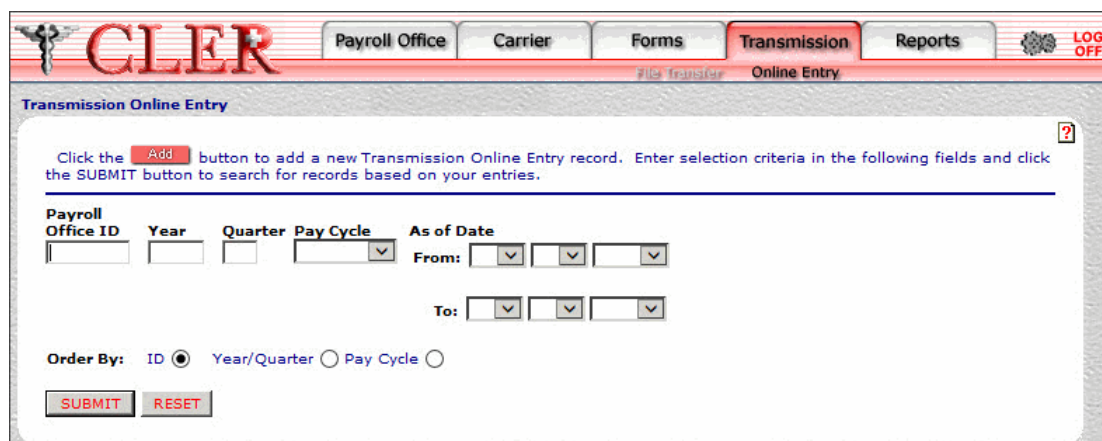 CLER
Payroll Office Carrier Forms Transmission Reports LOG
OFF
File Transfer Online Entry
Transmission Online Entry
?
Click the Add button to add a new Transmission Online Entry record. Enter selection criteria in the following fields and click
the SUBMIT button to search for records based on your entries.
Payroll
Office ID Year Quarter Pay Cycle As of Date
From:
To:
Order By: ID Year/Quarter Pay Cycle
SUBMIT RESET